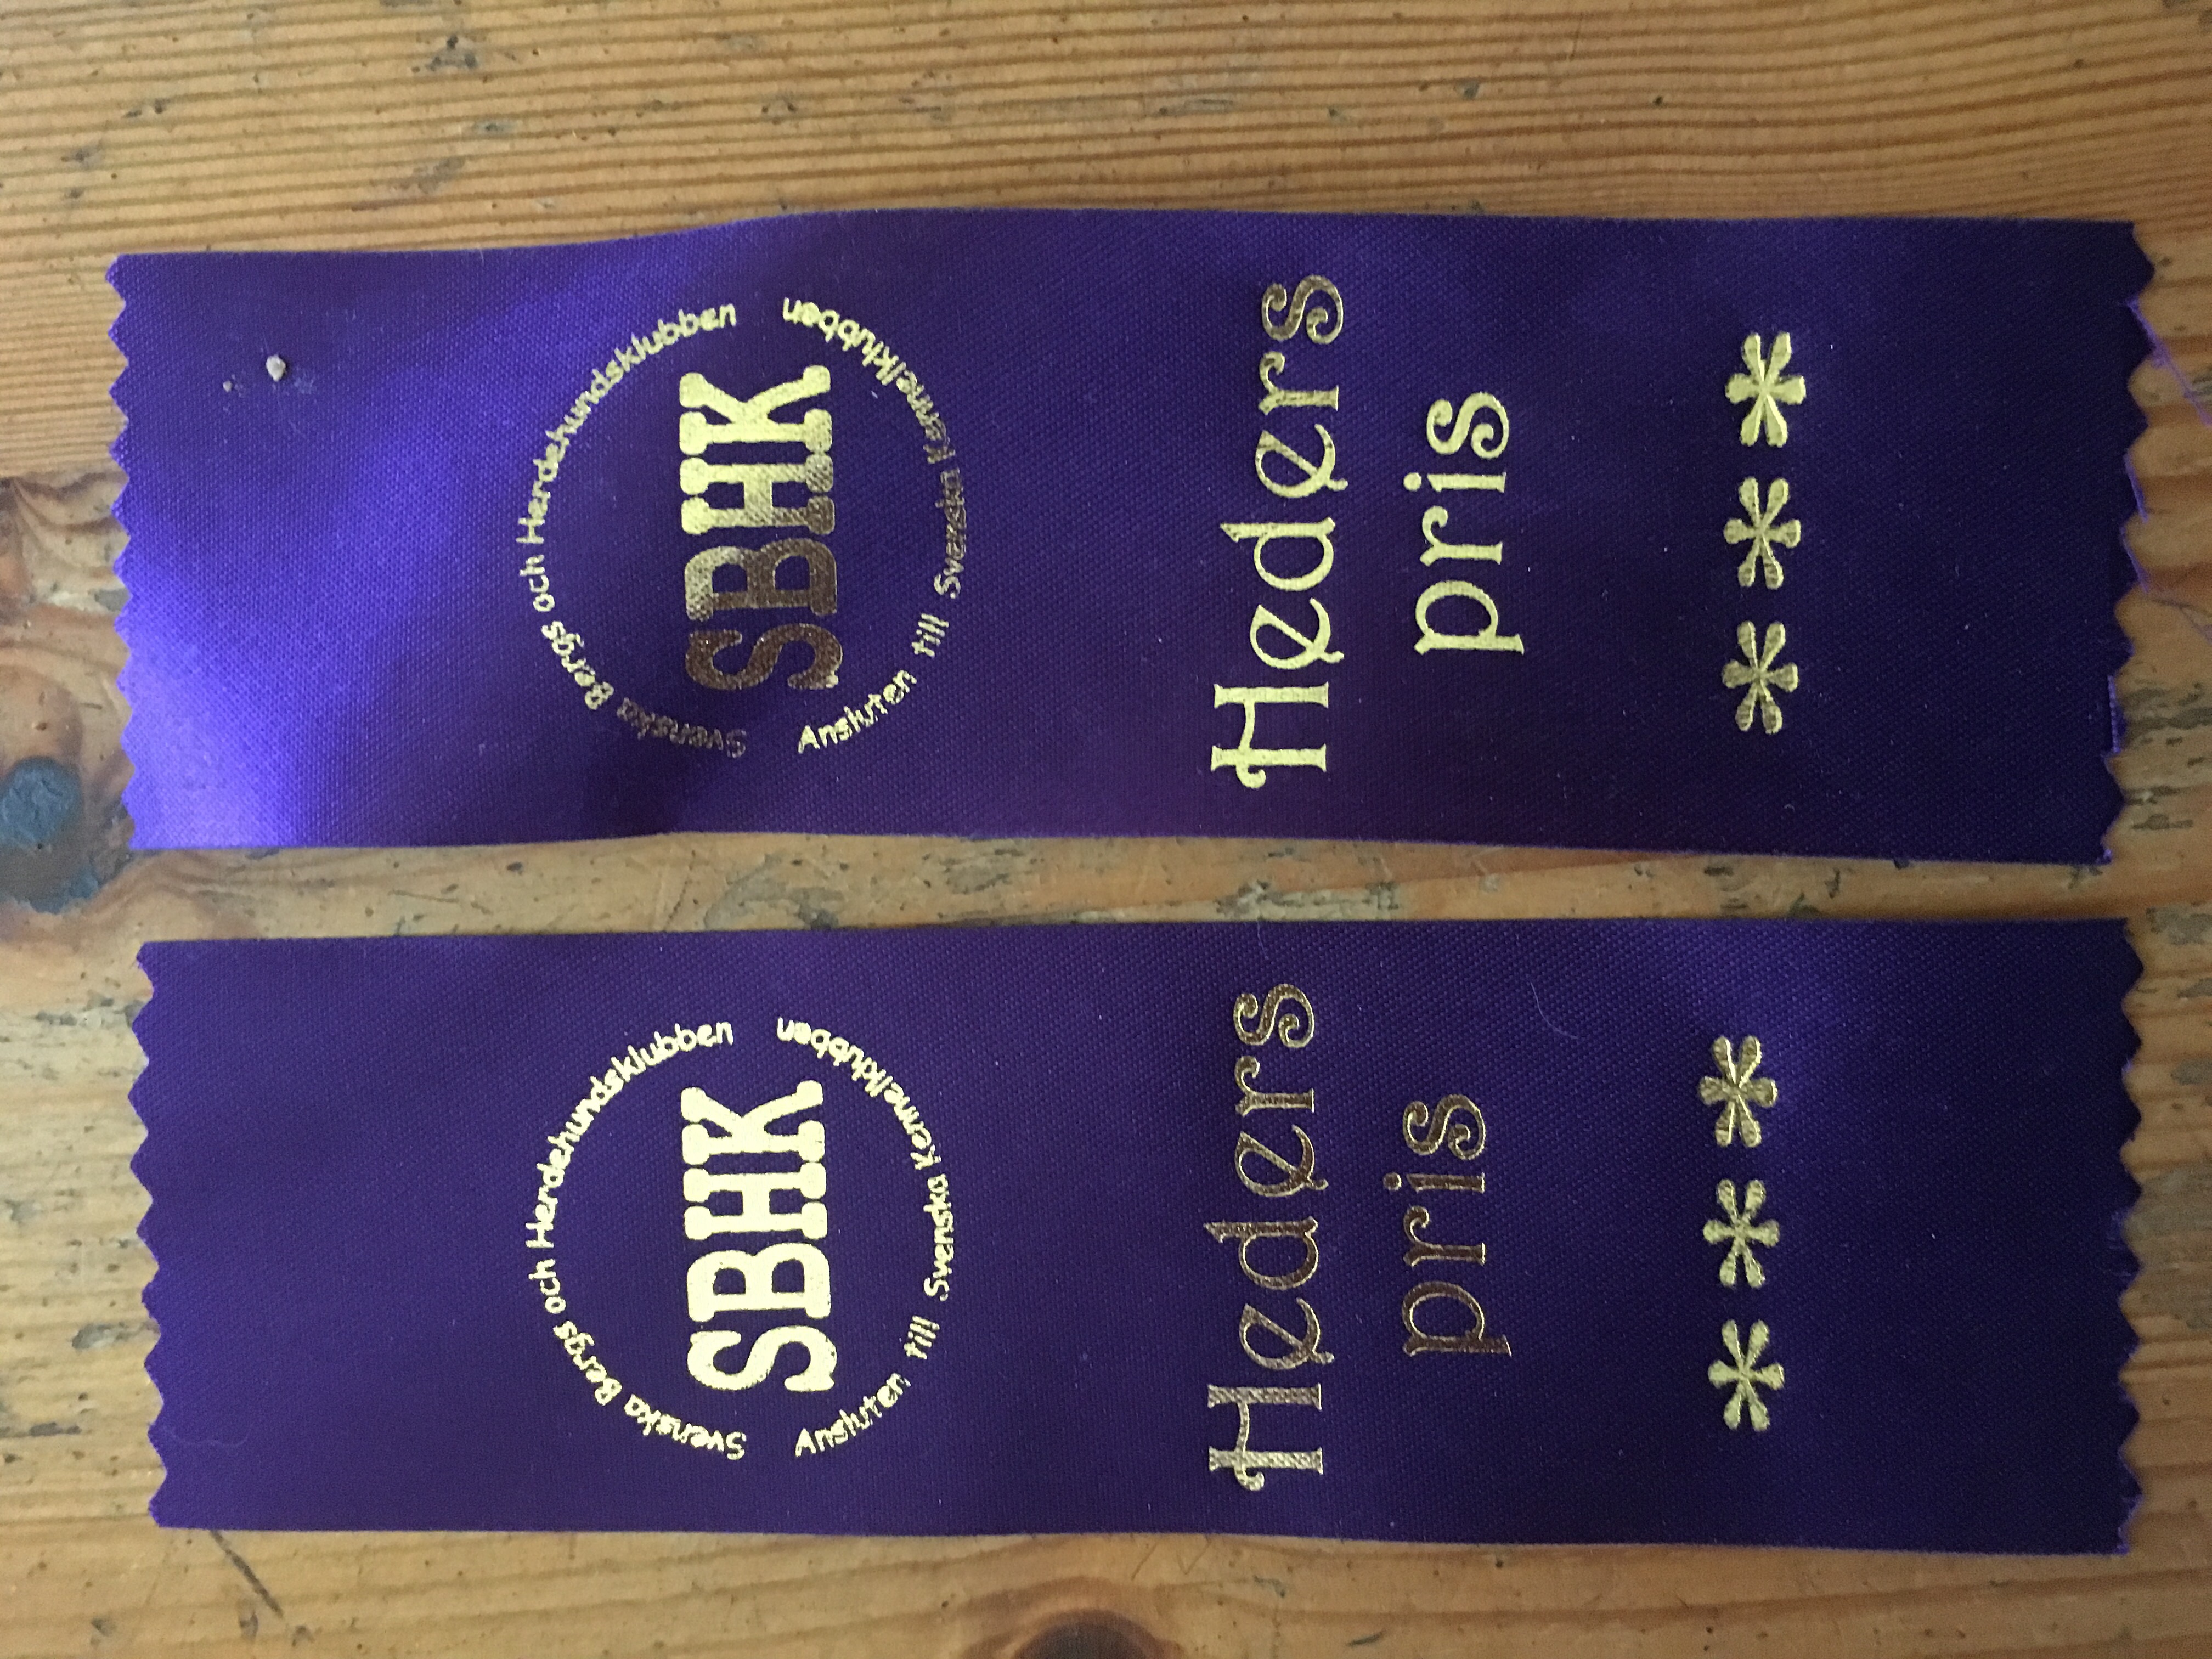 Svenska Bergs och Herdehundsklubben
SBHK
Ansluten till Svenska Kennelklubben
Heders
pris
* * *
Svenska Bergs och Herdehundsklubben
SBHK
Ansluten till Svenska Kennelklubben
Heders
pris
* * *